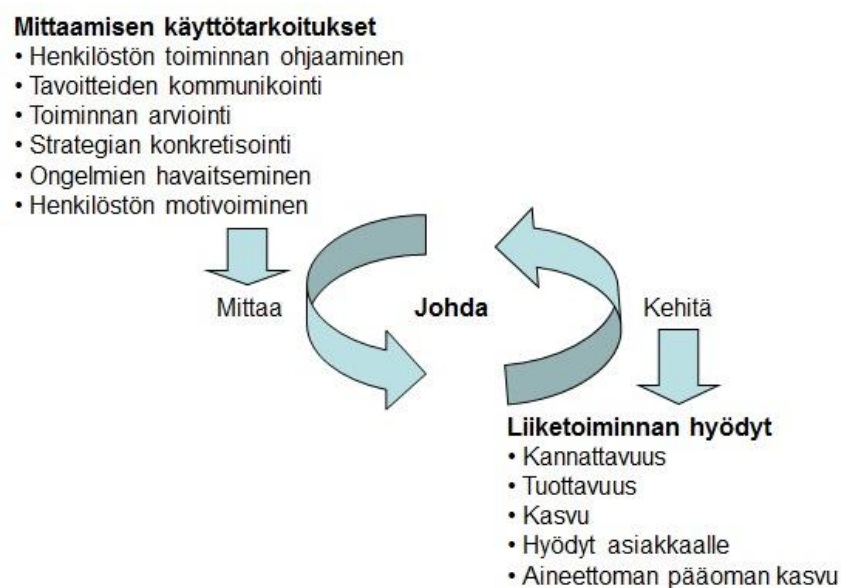 Mittaamisen käyttötarkoitukset
• Henkilöstön toiminnan ohjaaminen
• Tavoitteiden kommunikointi
• Toiminnan arviointi
• Strategian konkretisointi
• Ongelmien havaitseminen
• Henkilöstön motivoiminen
Mittaa
Johda
Kehitä
Liiketoiminnan hyödyt
• Kannattavuus
• Tuottavuus
• Kasvu
• Hyödyt asiakkaalle
• Aineettoman pääoman kasvu